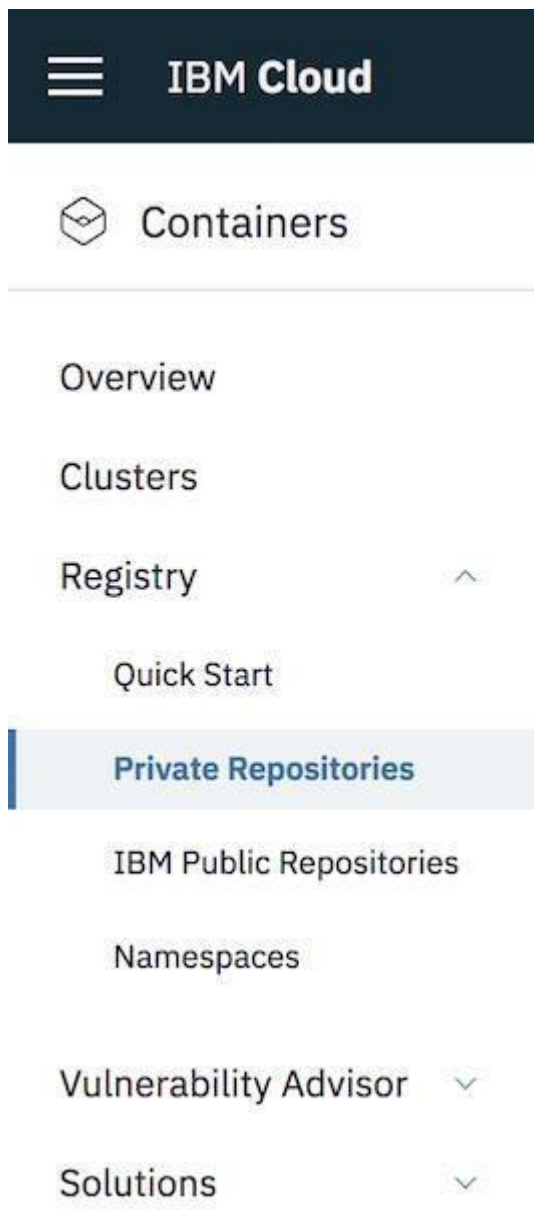 IBM Cloud
Containers
Overview
Clusters
Registry
Quick Start
Private Repositories
IBM Public Repositories
Namespaces
Vulnerability Advisor
Solutions